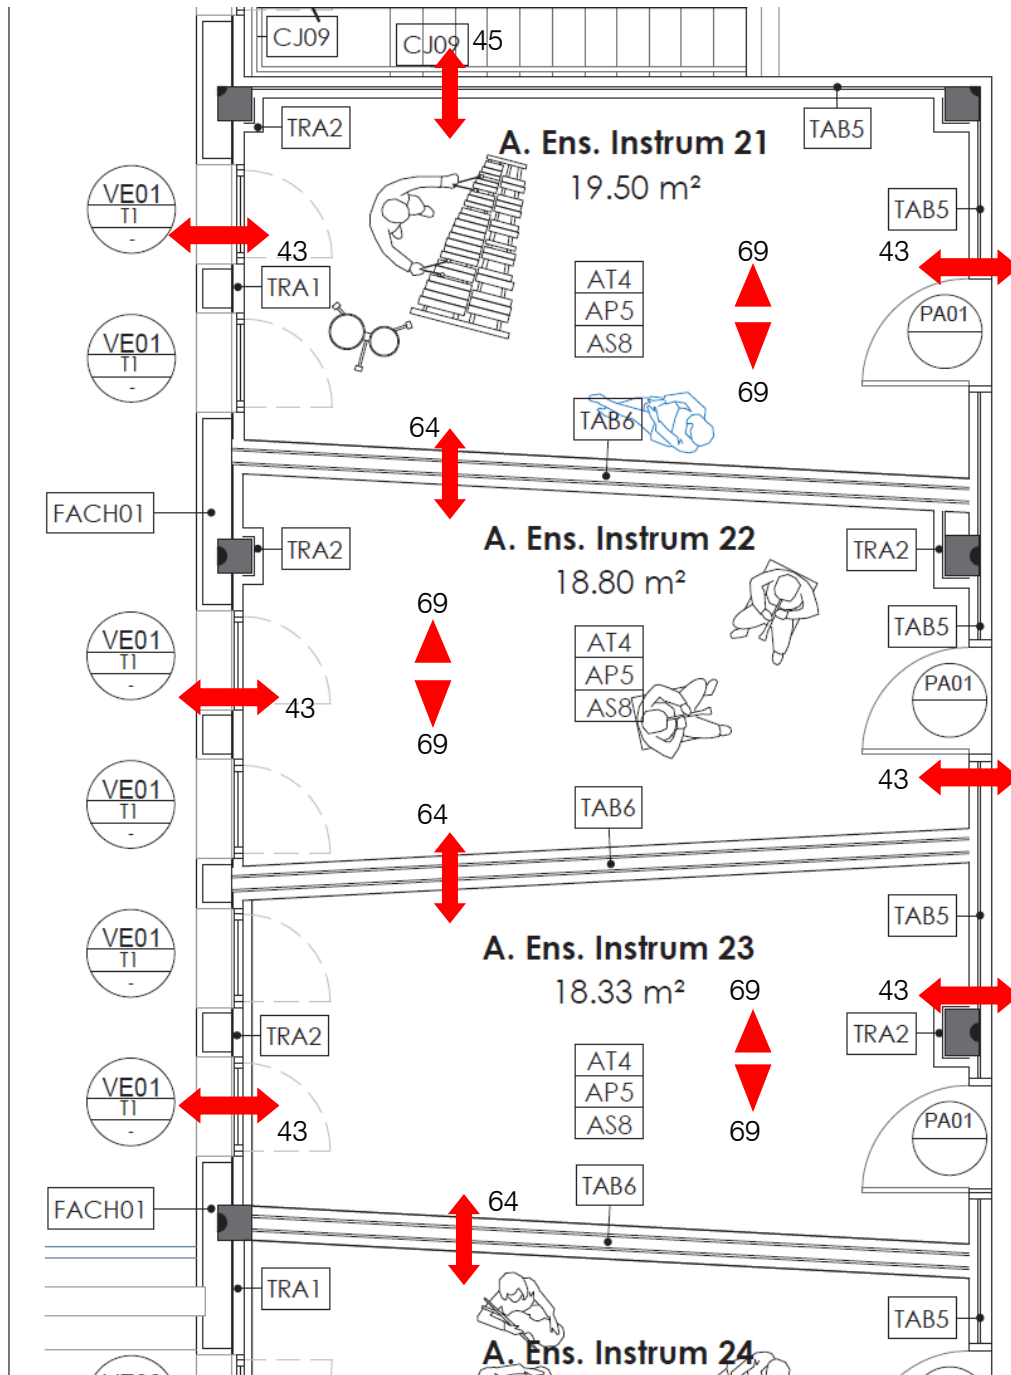 CJ09
CJ09
45
TRA2
TAB5
A. Ens. Instrum 21
19.50 m²
VE01
T1
-
TAB5
43
69
43
TRA1
AT4
AP5
AS8
PA01
VE01
T1
-
69
64
TAB6
FACH01
TRA2
A. Ens. Instrum 22
18.80 m²
TRA2
69
TAB5
VE01
T1
-
AT4
AP5
AS8
PA01
43
69
43
VE01
T1
-
64
TAB6
VE01
T1
-
TAB5
A. Ens. Instrum 23
18.33 m²
69
43
TRA2
TRA2
AT4
AP5
AS8
VE01
T1
-
43
69
PA01
FACH01
64
TAB6
TRA1
TAB5
A. Ens. Instrum 24